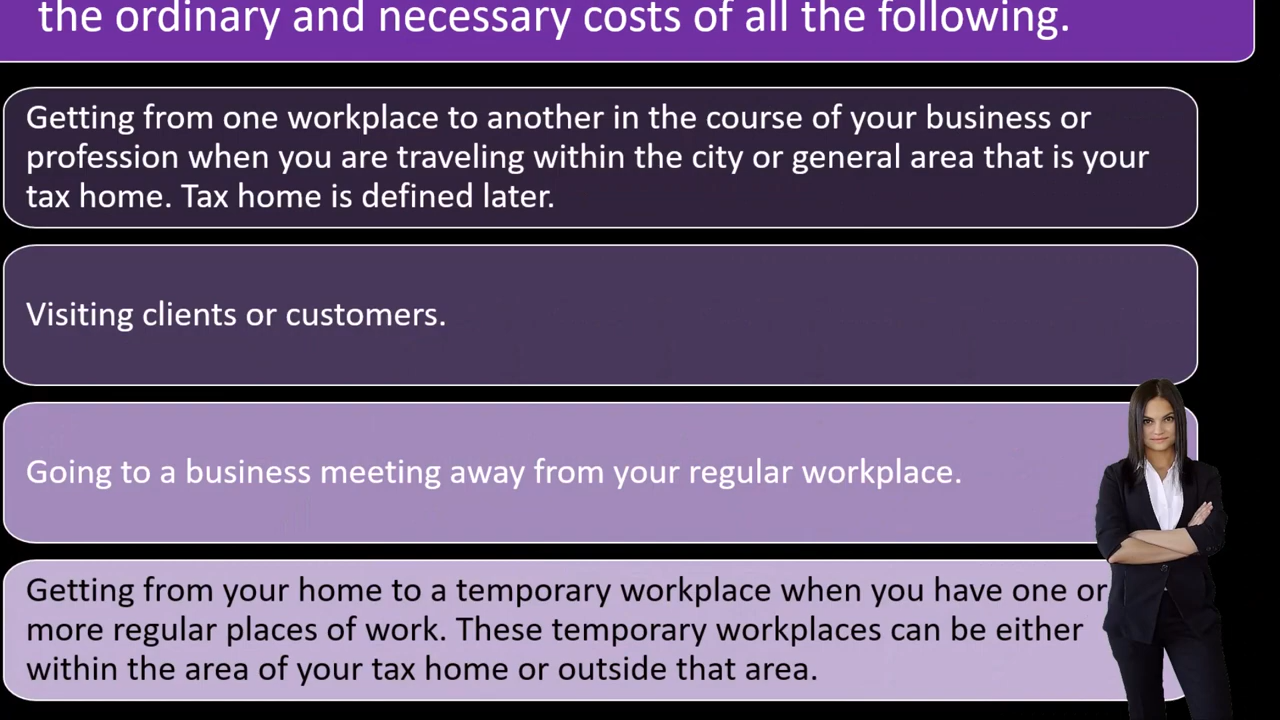 the ordinary and necessary costs of all the following.
Getting from one workplace to another in the course of your business or
profession when you are traveling within the city or general area that is your
tax home. Tax home is defined later.
Visiting clients or customers.
Going to a business meeting away from your regular workplace.
Getting from your home to a temporary workplace when you have one or
more regular places of work. These temporary workplaces can be either
within the area of your tax home or outside that area.